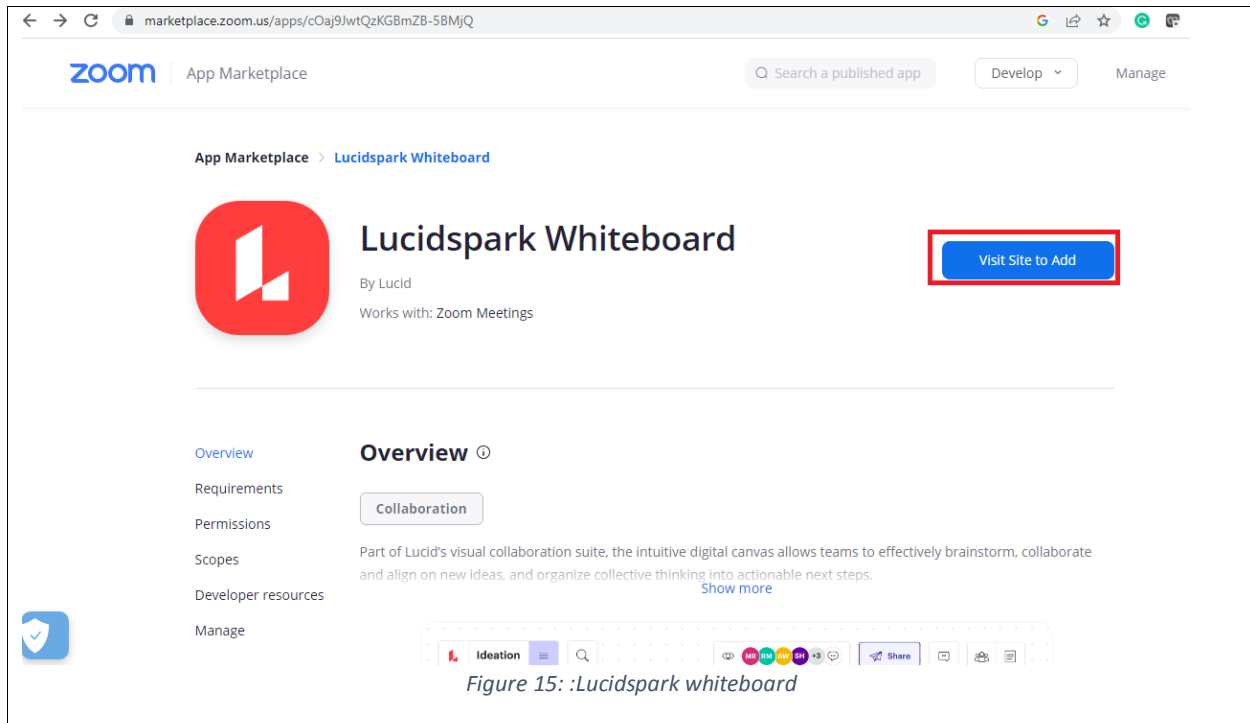 marketplace.zoom.us/apps/cOaj9JwtQzKGBmZB-5BMjQ
zoom App Marketplace Search a published app Develop Manage
App Marketplace > Lucidspark Whiteboard
Lucidspark Whiteboard
Visit Site to Add
By Lucid
Works with: Zoom Meetings
Overview
Requirements
Permissions
Scopes
Developer resources
Manage
Overview
Collaboration
Part of Lucid's visual collaboration suite, the intuitive digital canvas allows teams to effectively brainstorm, collaborate
and align on new ideas, and organize collective thinking into actionable next steps.
Show more
Ideation MR RM AW SH +3 Share
Figure 15: :Lucidspark whiteboard